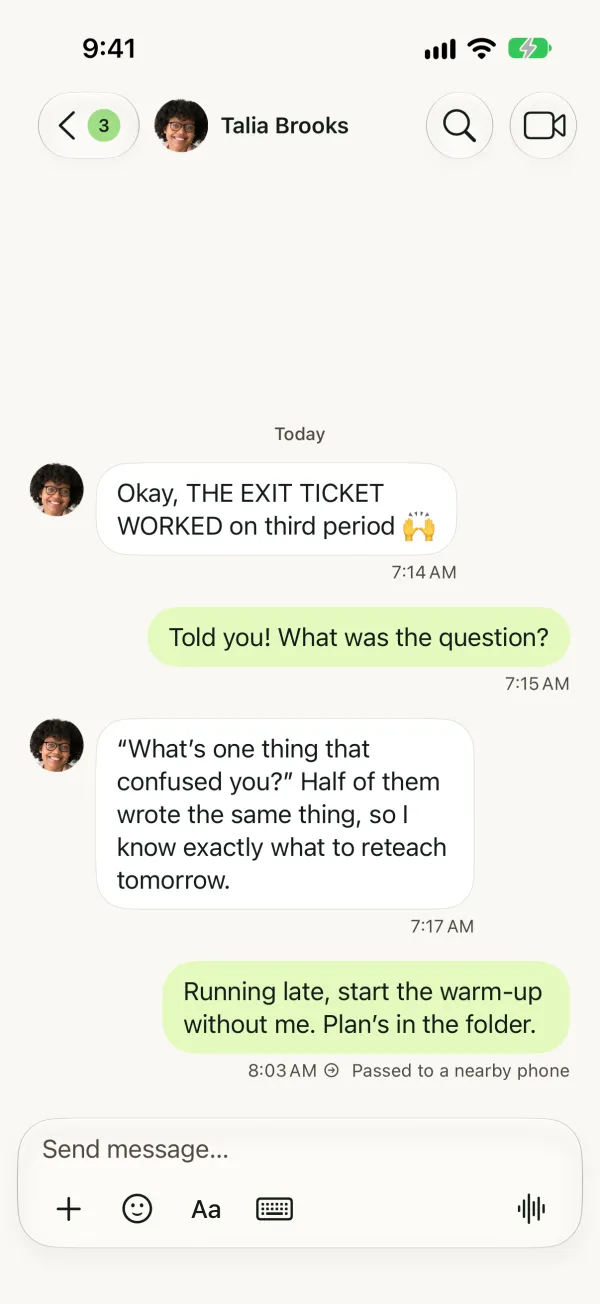 9:41
3
Talia Brooks
Today
Okay, THE EXIT TICKET
WORKED on third period 🙌
7:14 AM
Told you! What was the question?
7:15 AM
“What’s one thing that
confused you?” Half of them
wrote the same thing, so I
know exactly what to reteach
tomorrow.
7:17 AM
Running late, start the warm-up
without me. Plan’s in the folder.
8:03 AM Passed to a nearby phone
Send message...
Aa